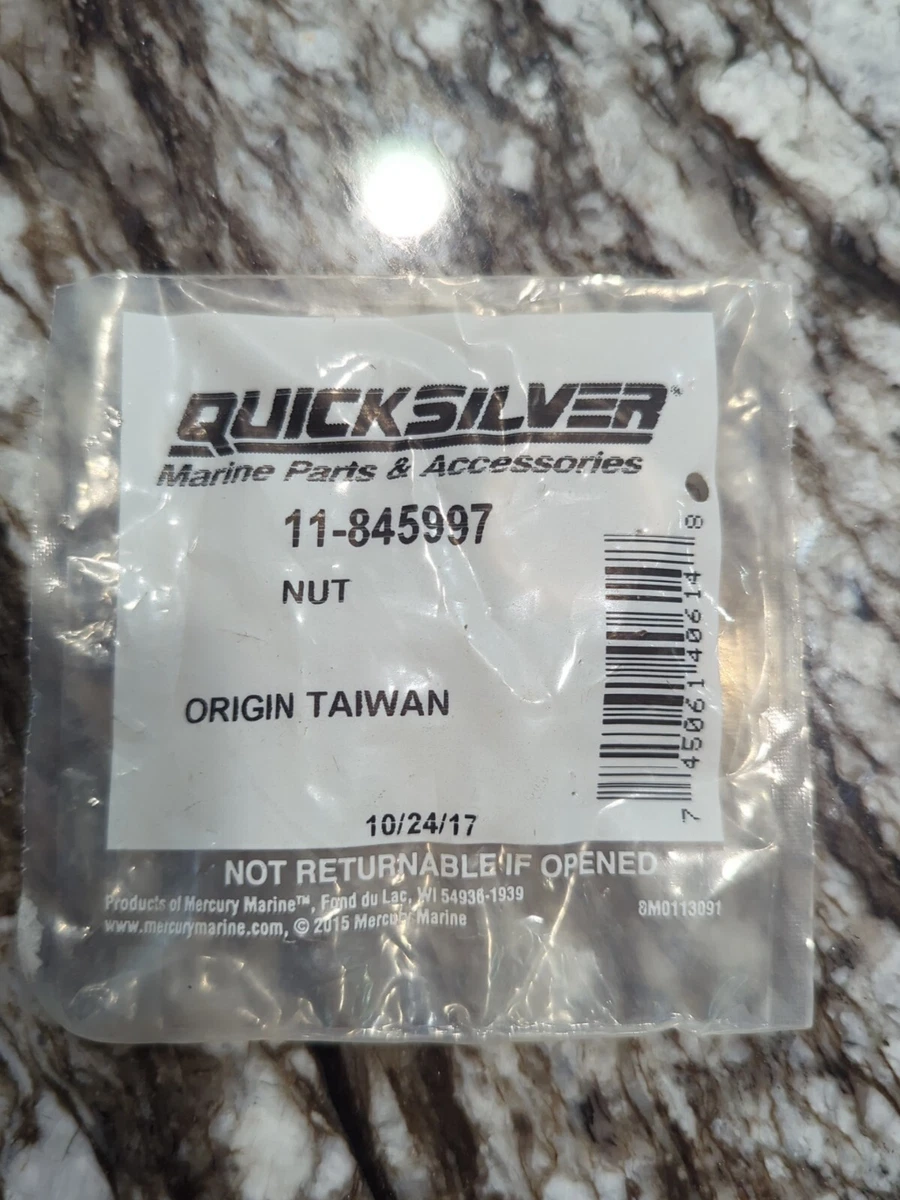 QUICKSILVER®
Marine Parts & Accessories
11-845997
NUT
ORIGIN TAIWAN
10/24/17
7 45061 40614 8
NOT RETURNABLE IF OPENED
Products of Mercury Marine™, Fond du Lac, WI 54936-1939
www.mercurymarine.com, © 2015 Mercury Marine
8M0113091